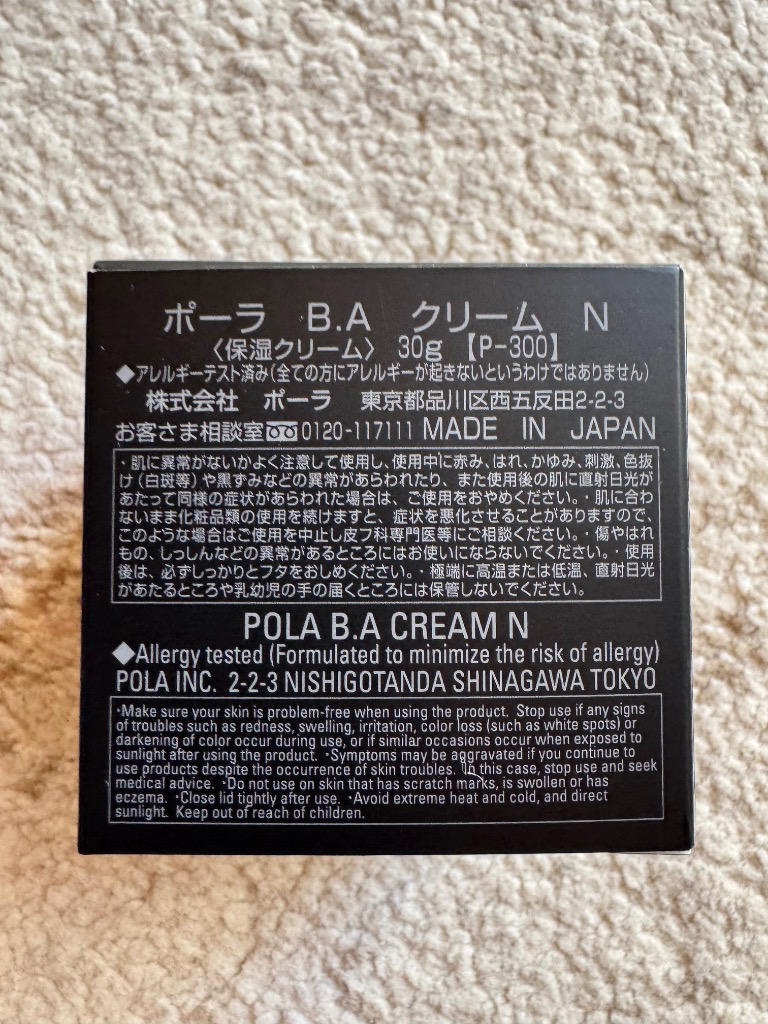 ポーラ B.A クリーム N
〈保湿クリーム〉 30g 【P-300】
◆アレルギーテスト済み(全ての方にアレルギーが起きないというわけではありません)
株式会社 ポーラ 東京都品川区西五反田2-2-3
お客さま相談室 0120-117111 MADE IN JAPAN
・肌に異常がないかよく注意して使用し、使用中に赤み、はれ、かゆみ、刺激、色抜
け(白斑等)や黒ずみなどの異常があらわれたり、また使用後の肌に直射日光が
あたって同様の症状があらわれた場合は、ご使用をおやめください。・肌に合わ
ないまま化粧品類の使用を続けますと、症状を悪化させることがありますので、
このような場合はご使用を中止し皮フ科専門医等にご相談ください。・傷やはれ
もの、しっしんなどの異常があるところにはお使いにならないでください。・使用
後は、必ずしっかりとフタをおしめください。・極端に高温または低温、直射日光
があたるところや乳幼児の手の届くところには保管しないでください。
POLA B.A CREAM N
◆Allergy tested (Formulated to minimize the risk of allergy)
POLA INC. 2-2-3 NISHIGOTANDA SHINAGAWA TOKYO
・Make sure your skin is problem-free when using the product. Stop use if any signs
of troubles such as redness, swelling, irritation, color loss (such as white spots) or
darkening of color occur during use, or if similar occasions occur when exposed to
sunlight after using the product. ・Symptoms may be aggravated if you continue to
use products despite the occurrence of skin troubles. In this case, stop use and seek
medical advice. ・Do not use on skin that has scratch marks, is swollen or has
eczema. ・Close lid tightly after use. ・Avoid extreme heat and cold, and direct
sunlight. Keep out of reach of children.